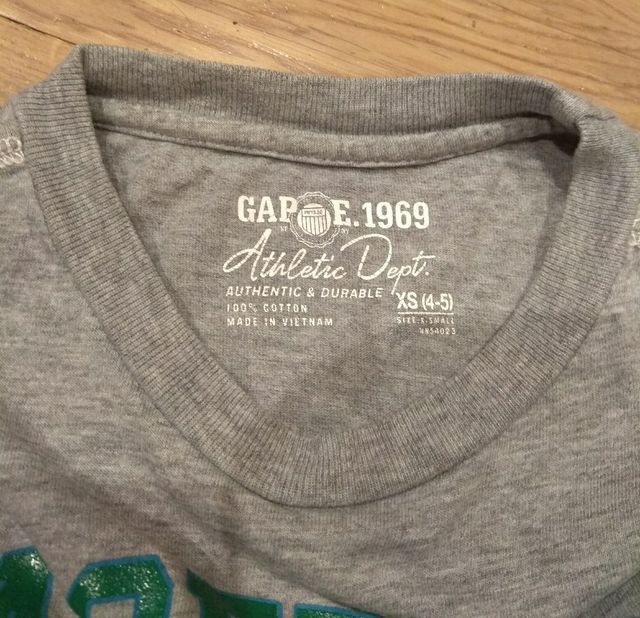 GAP E. 1969
Athletic Dept.
AUTHENTIC & DURABLE
XS (4-5)
100% COTTON
MADE IN VIETNAM